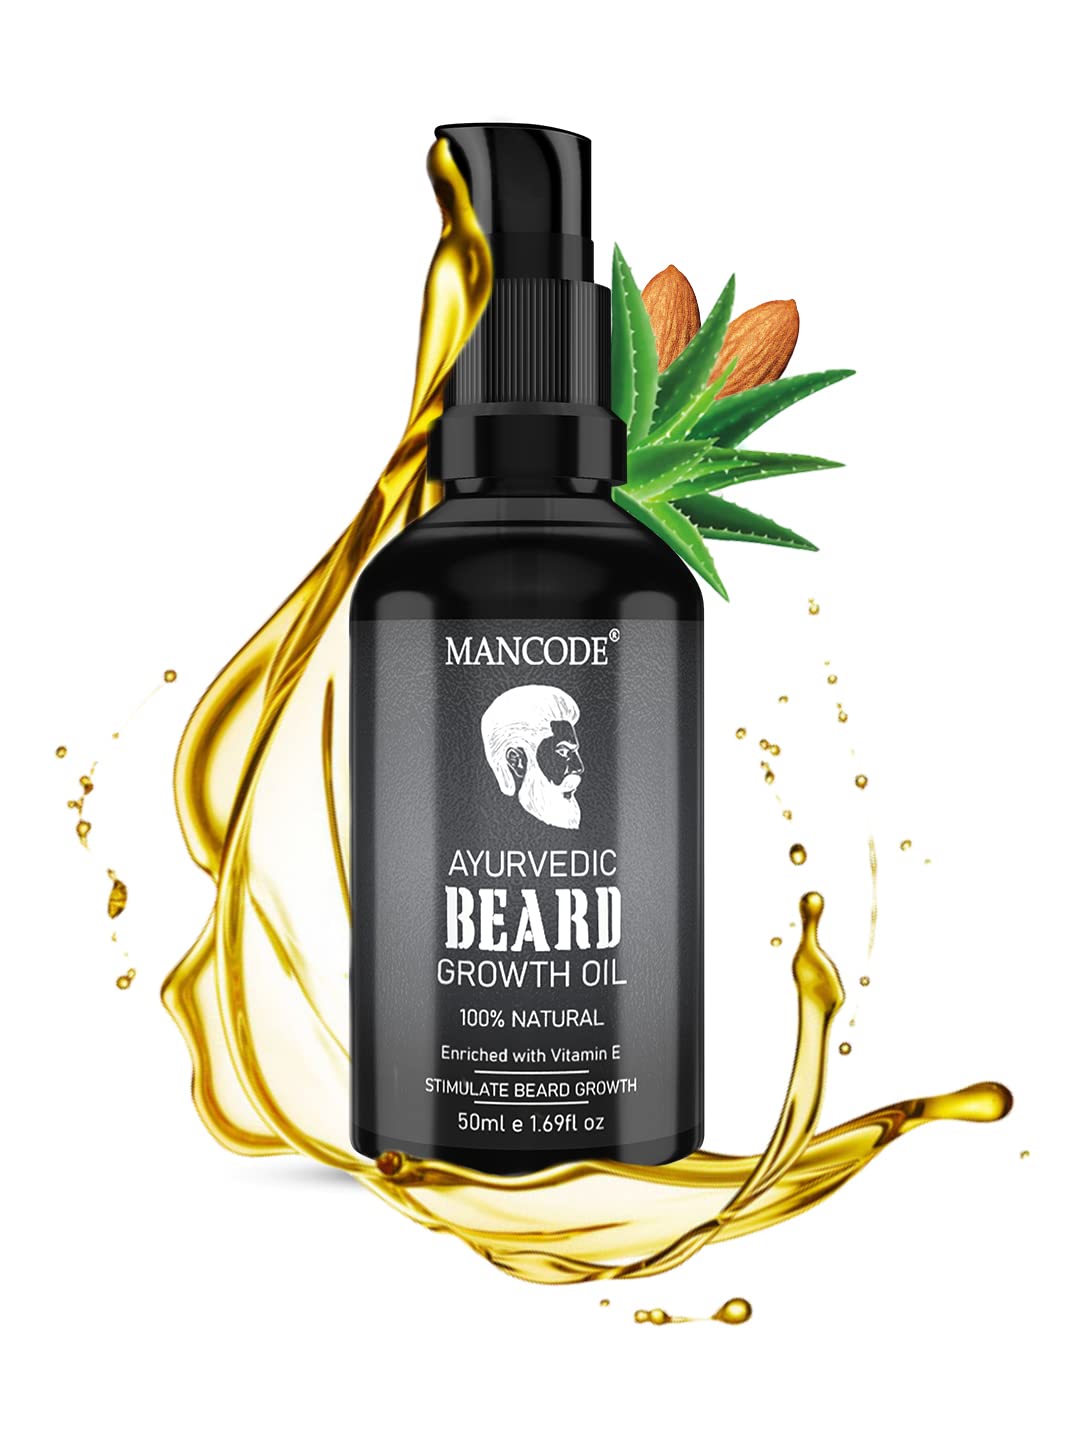 MANCODE®
AYURVEDIC
BEARD
GROWTH OIL
100% NATURAL
Enriched with Vitamin E
STIMULATE BEARD GROWTH
50ml e 1.69fl oz